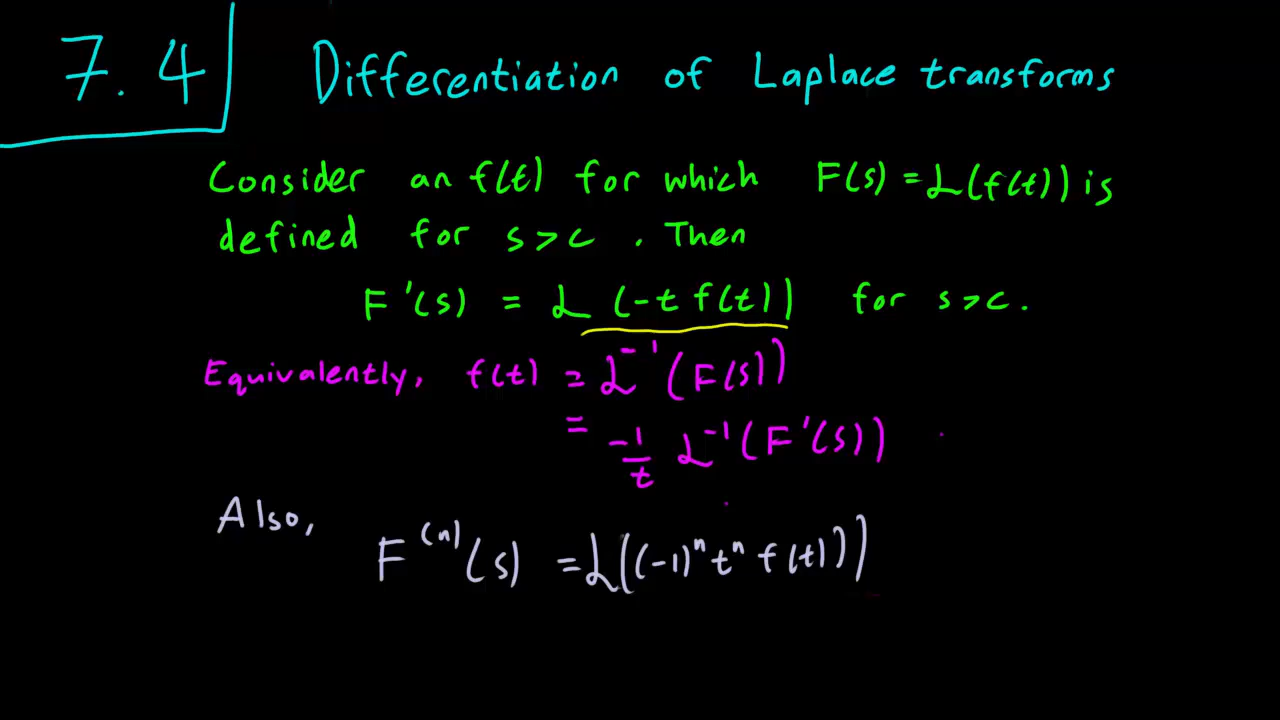 7.4 Differentiation of Laplace transforms
Consider an f(t) for which F(s) = ℒ(f(t)) is
defined for s>c . Then
F'(s) = ℒ(-t f(t)) for s>c.
Equivalently, f(t) = ℒ⁻¹(F(s))
= -1/t ℒ⁻¹(F'(s))
Also,
F⁽ⁿ⁾(s) = ℒ((-1)ⁿ tⁿ f(t))